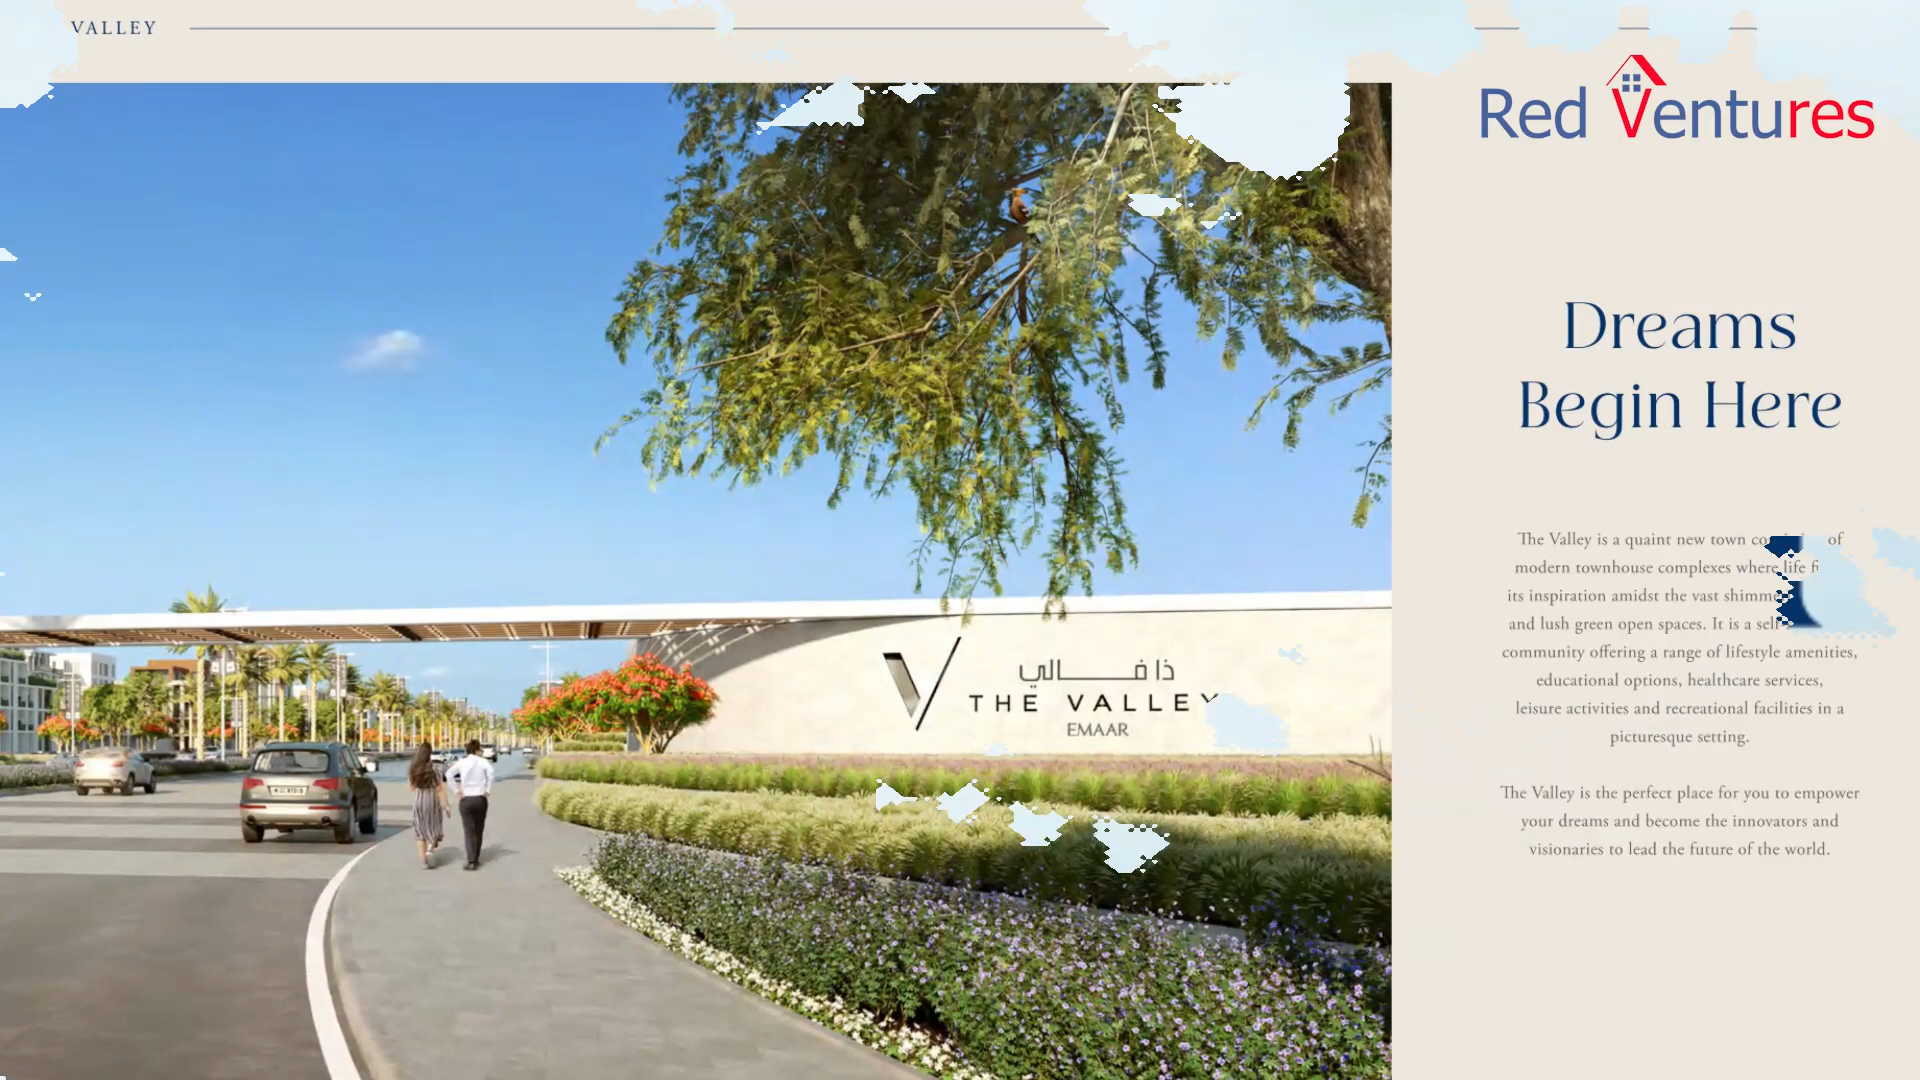 VALLEY
Red Ventures
Dreams
Begin Here
ذا ڤـالي
THE VALLEY
EMAAR
The Valley is a quaint new town of
modern townhouse complexes where life
its inspiration amidst the vast
and lush green open spaces. It is a
community offering a range of lifestyle amenities,
educational options, healthcare services,
leisure activities and recreational facilities in a
picturesque setting.
The Valley is the perfect place for you to empower
your dreams and become the innovators and
visionaries to lead the future of the world.